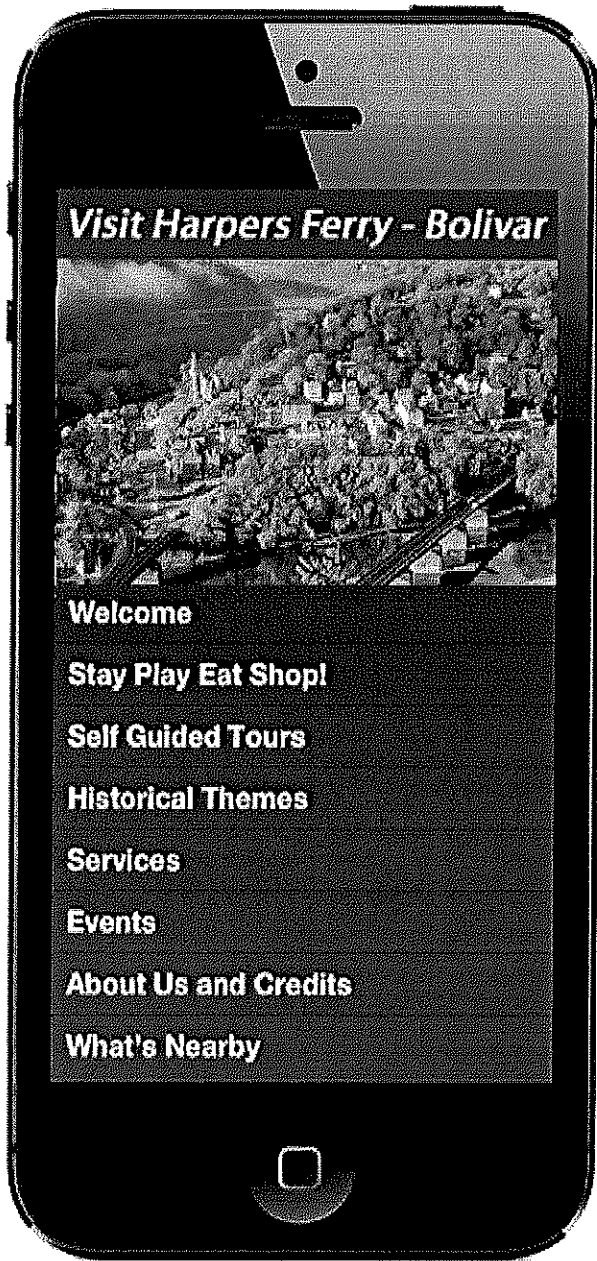 Visit Harpers Ferry - Bolivar
Welcome
Stay Play Eat Shop!
Self Guided Tours
Historical Themes
Services
Events
About Us and Credits
What's Nearby